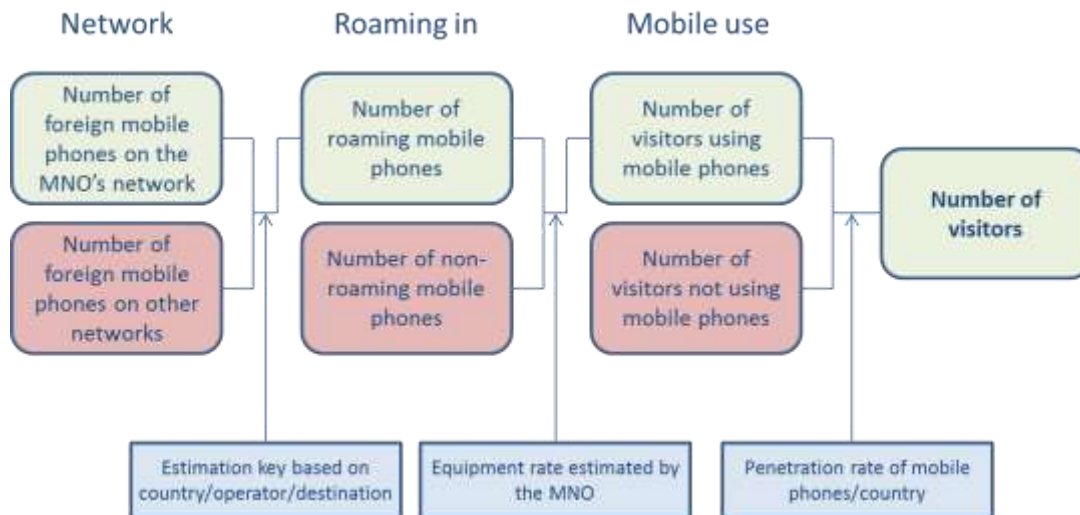 Network
Roaming in
Mobile use
Number of
foreign mobile
phones on the
MNO's network
Number of
roaming mobile
phones
Number of
visitors using
mobile phones
Number of
visitors
Number of
foreign mobile
phones on other
networks
Number of non-
roaming mobile
phones
Number of
visitors not using
mobile phones
Estimation key based on
country/operator/destination
Equipment rate estimated by
the MNO
Penetration rate of mobile
phones/country